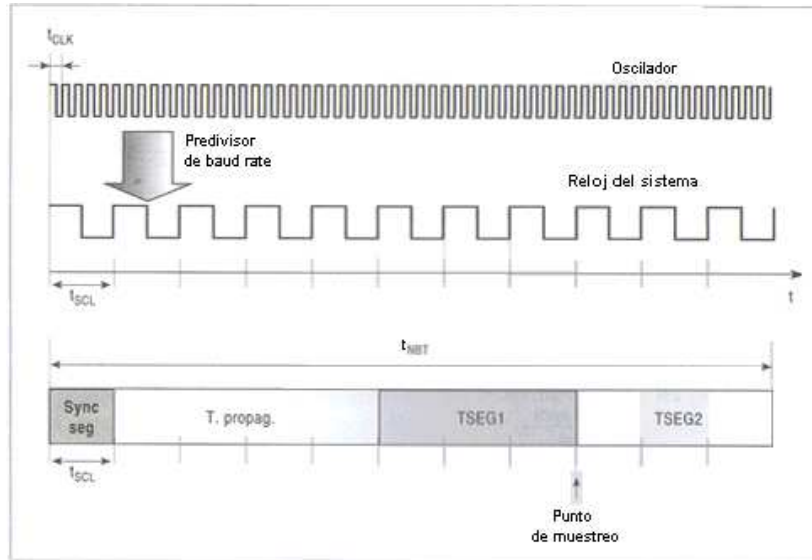 tCLK
Oscilador
Predivisor
de baud rate
Reloj del sistema
tSCL
t
tNBT
Sync
seg
T. propag.
TSEG1
TSEG2
tSCL
Punto
de muestreo